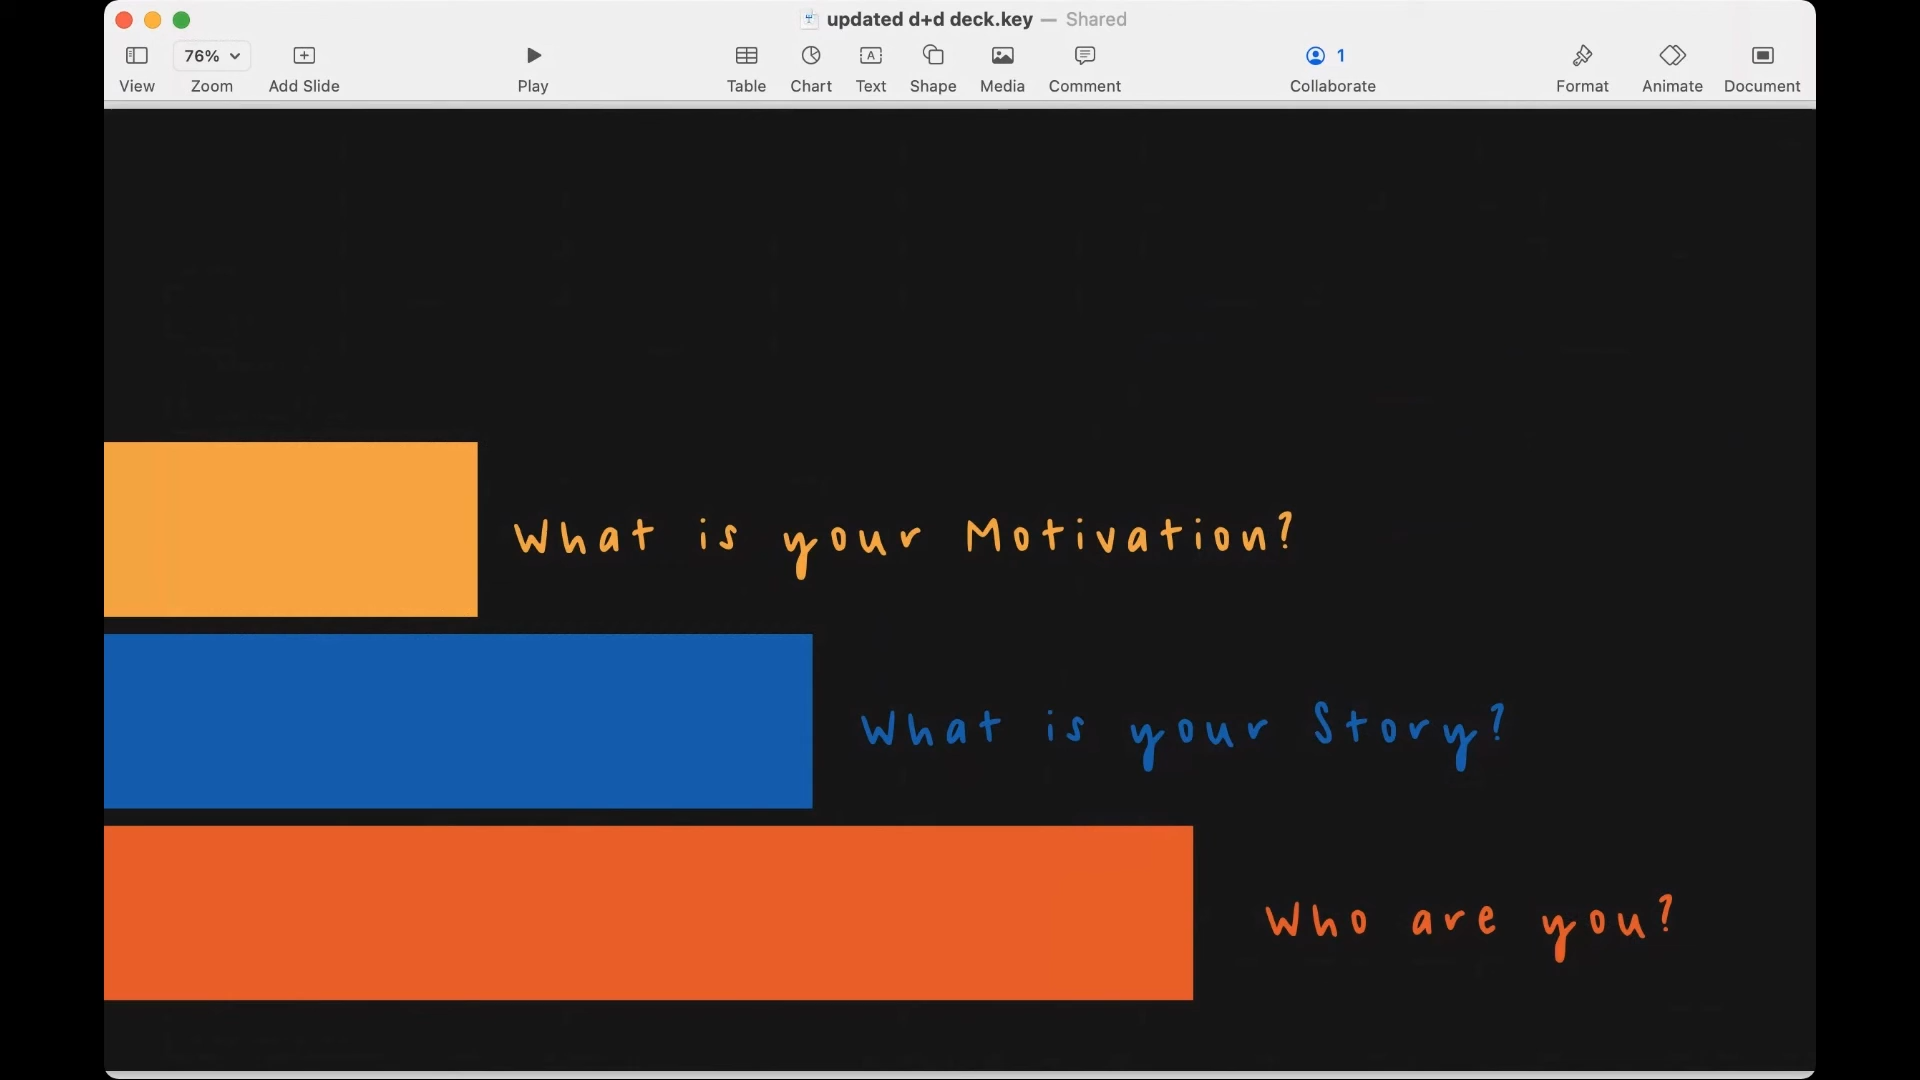 updated d+d deck.key — Shared
76%
1
View Zoom Add Slide Play Table Chart Text Shape Media Comment Collaborate Format Animate Document
What is your Motivation?
What is your Story?
Who are you?